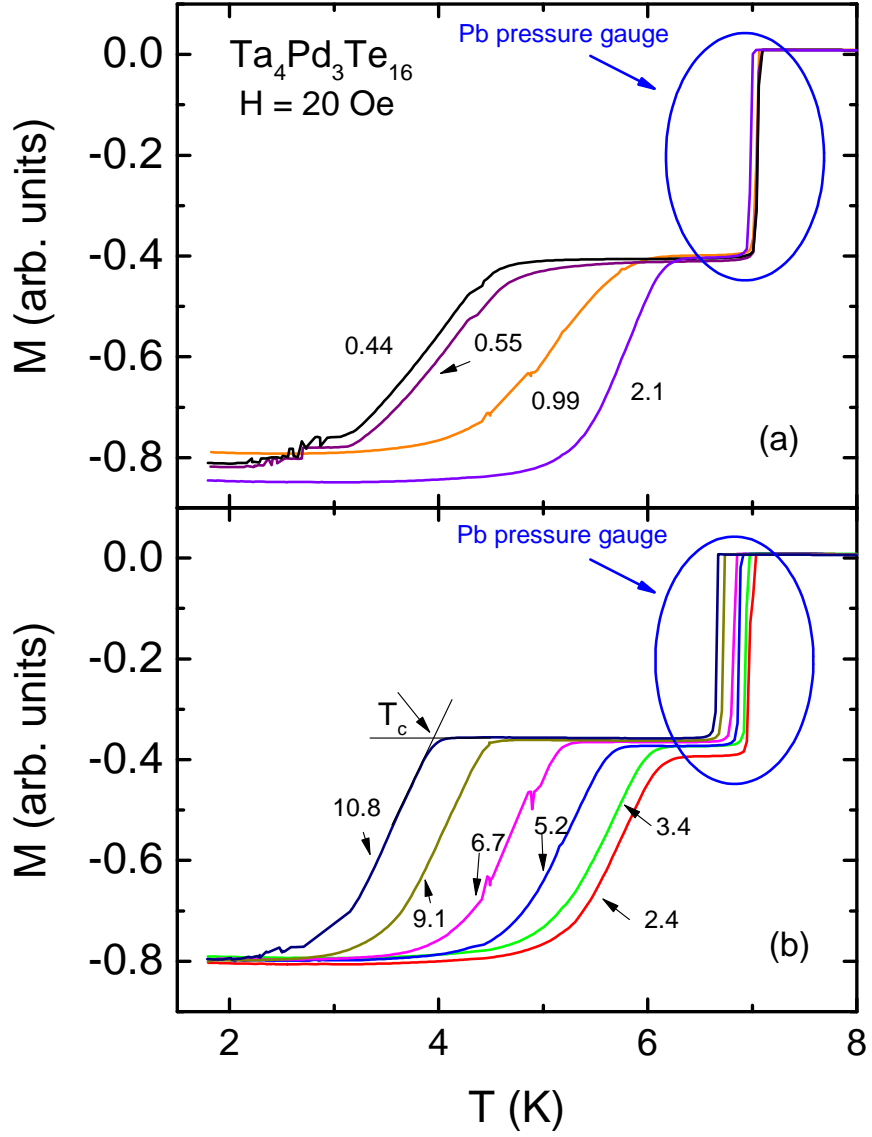 Ta₄Pd₃Te₁₆
H = 20 Oe
Pb pressure gauge
M (arb. units)
0.0
-0.2
-0.4
-0.6
-0.8
0.44
0.55
0.99
2.1
(a)
Pb pressure gauge
M (arb. units)
0.0
-0.2
-0.4
-0.6
-0.8
T_c
10.8
9.1
6.7
5.2
3.4
2.4
(b)
2 4 6 8
T (K)